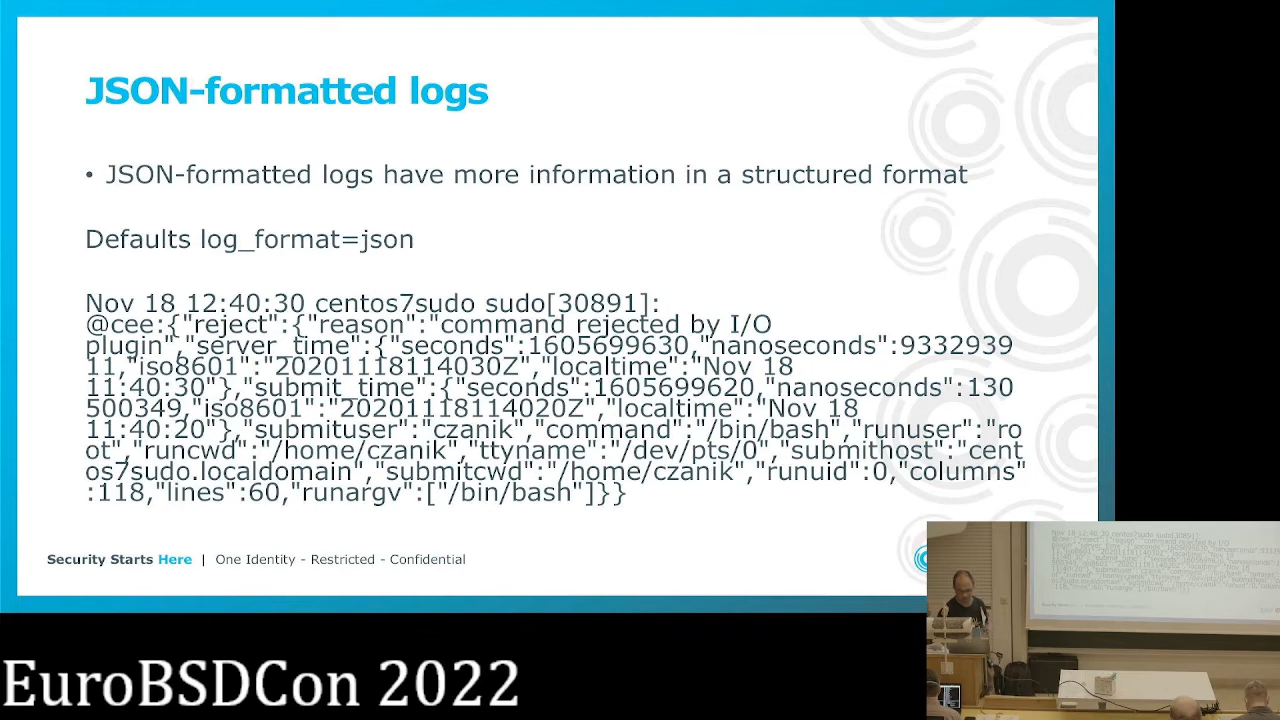 JSON-formatted logs
• JSON-formatted logs have more information in a structured format
Defaults log_format=json
Nov 18 12:40:30 centos7sudo sudo[30891]:
@cee:{"reject":{"reason":"command rejected by I/O
plugin","server_time":{"seconds":1605699630,"nanoseconds":9332939
11,"iso8601":"20201118114030Z","localtime":"Nov 18
11:40:30"},"submit_time":{"seconds":1605699620,"nanoseconds":130
500349,"iso8601":"20201118114020Z","localtime":"Nov 18
11:40:20"},"submituser":"czanik","command":"/bin/bash","runuser":"ro
ot","runcwd":"/home/czanik","ttyname":"/dev/pts/0","submithost":"cent
os7sudo.localdomain","submitcwd":"/home/czanik","runuid":0,"columns"
:118,"lines":60,"runargv":["/bin/bash"]}}
Security Starts Here | One Identity - Restricted - Confidential
EuroBSDCon 2022